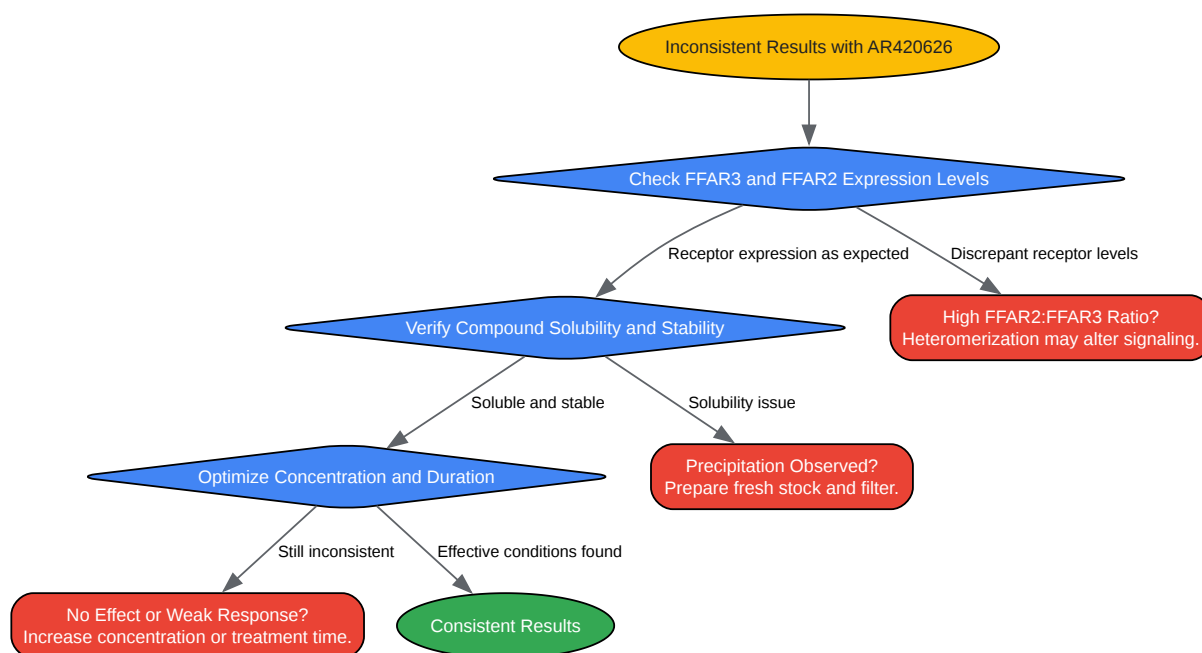 Inconsistent Results with AR420626
Check FFAR3 and FFAR2 Expression Levels
Receptor expression as expected
Discrepant receptor levels
High FFAR2:FFAR3 Ratio?
Heteromerization may alter signaling.
Verify Compound Solubility and Stability
Soluble and stable
Solubility issue
Precipitation Observed?
Prepare fresh stock and filter.
Optimize Concentration and Duration
Still inconsistent
Effective conditions found
No Effect or Weak Response?
Increase concentration or treatment time.
Consistent Results